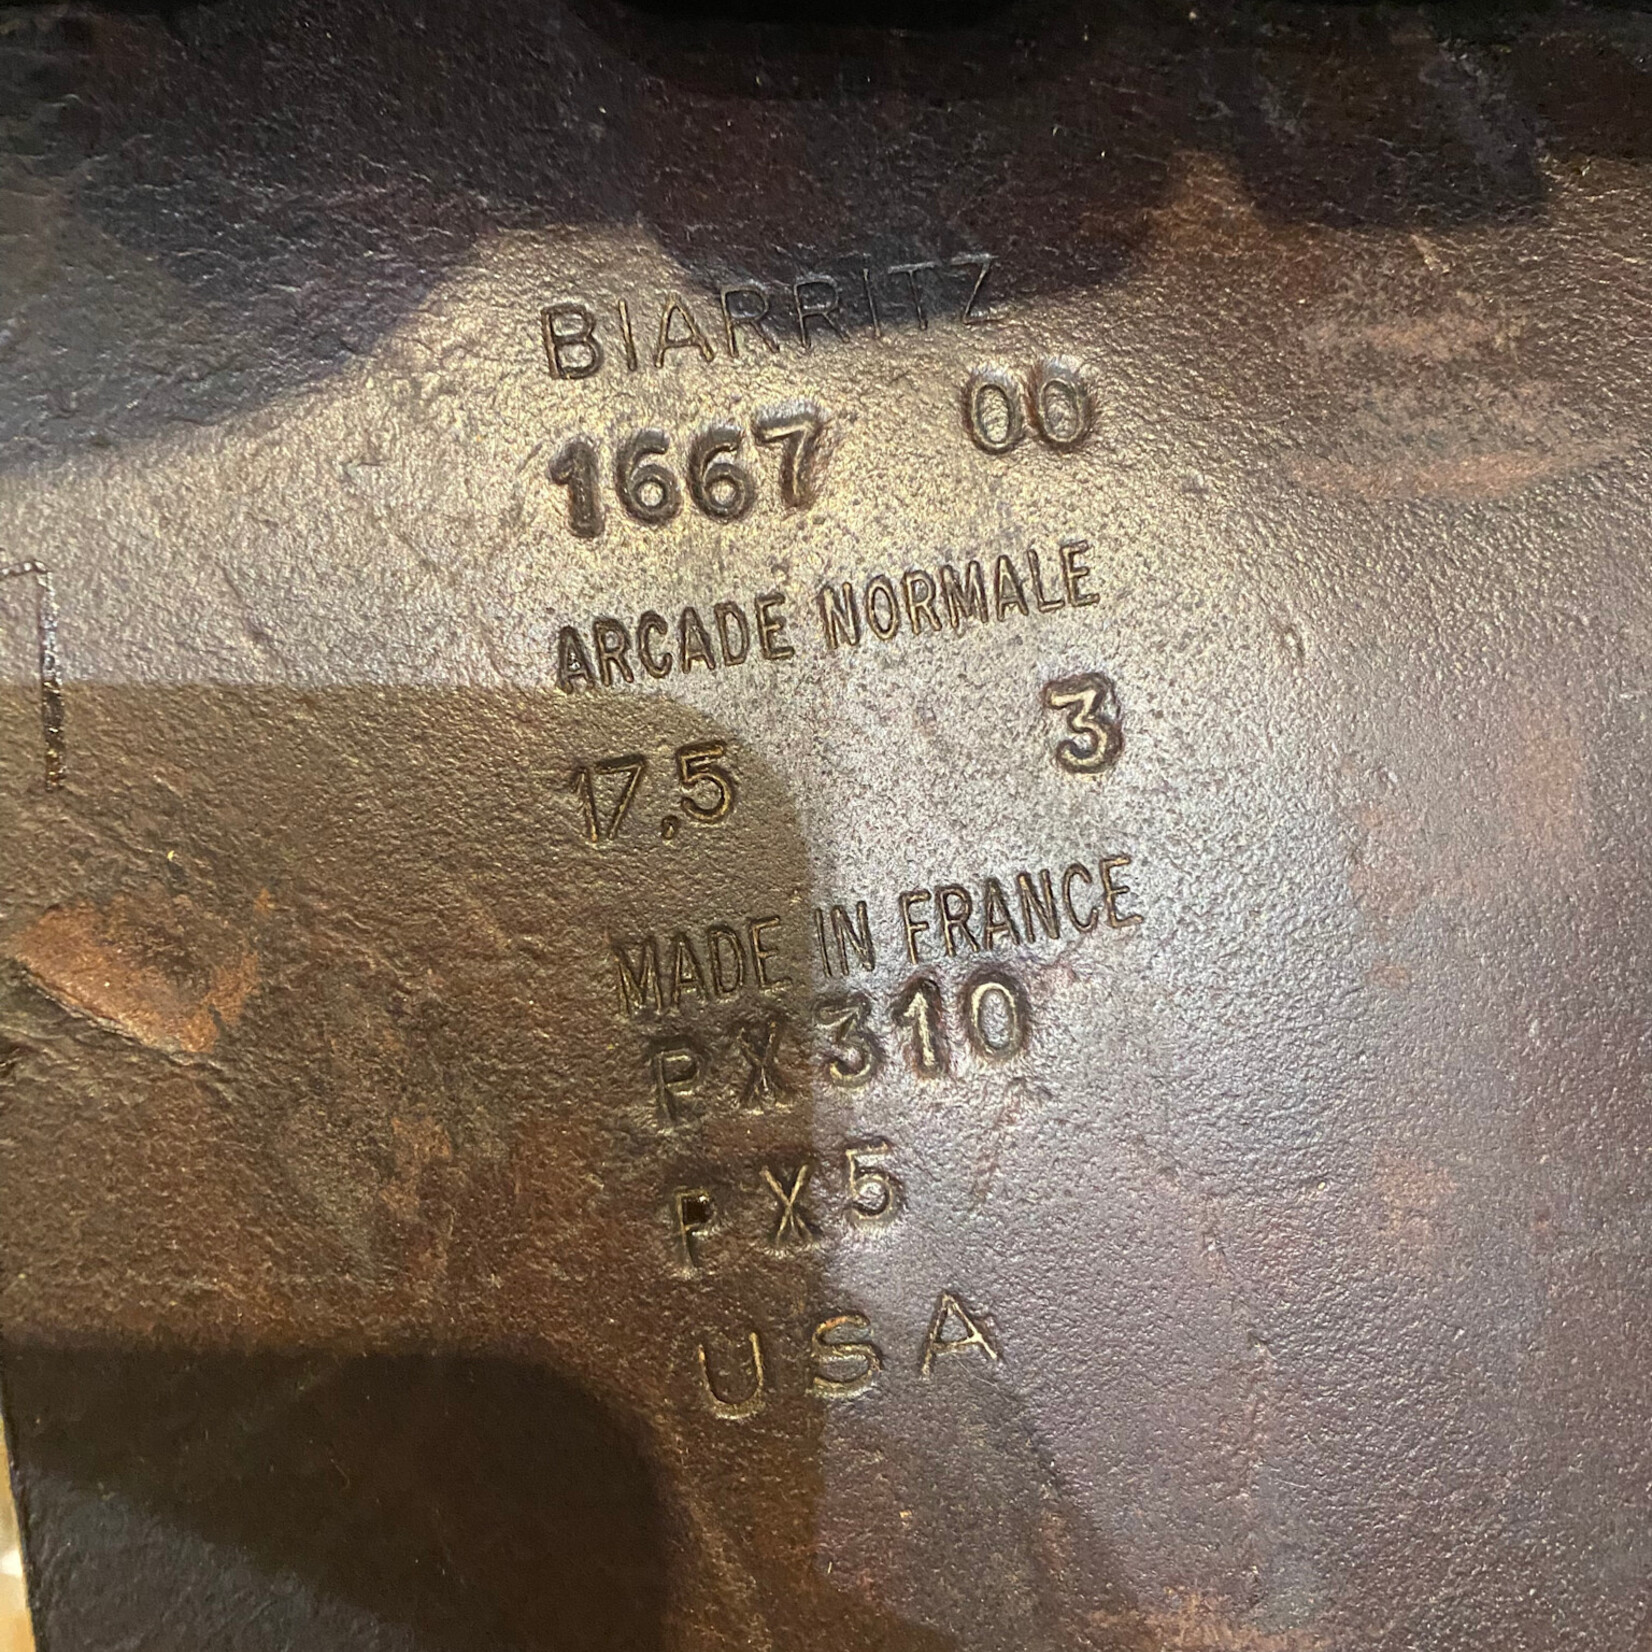 BIARRITZ
1667 00
ARCADE NORMALE
17,5 3
MADE IN FRANCE
PX310
PX5
USA